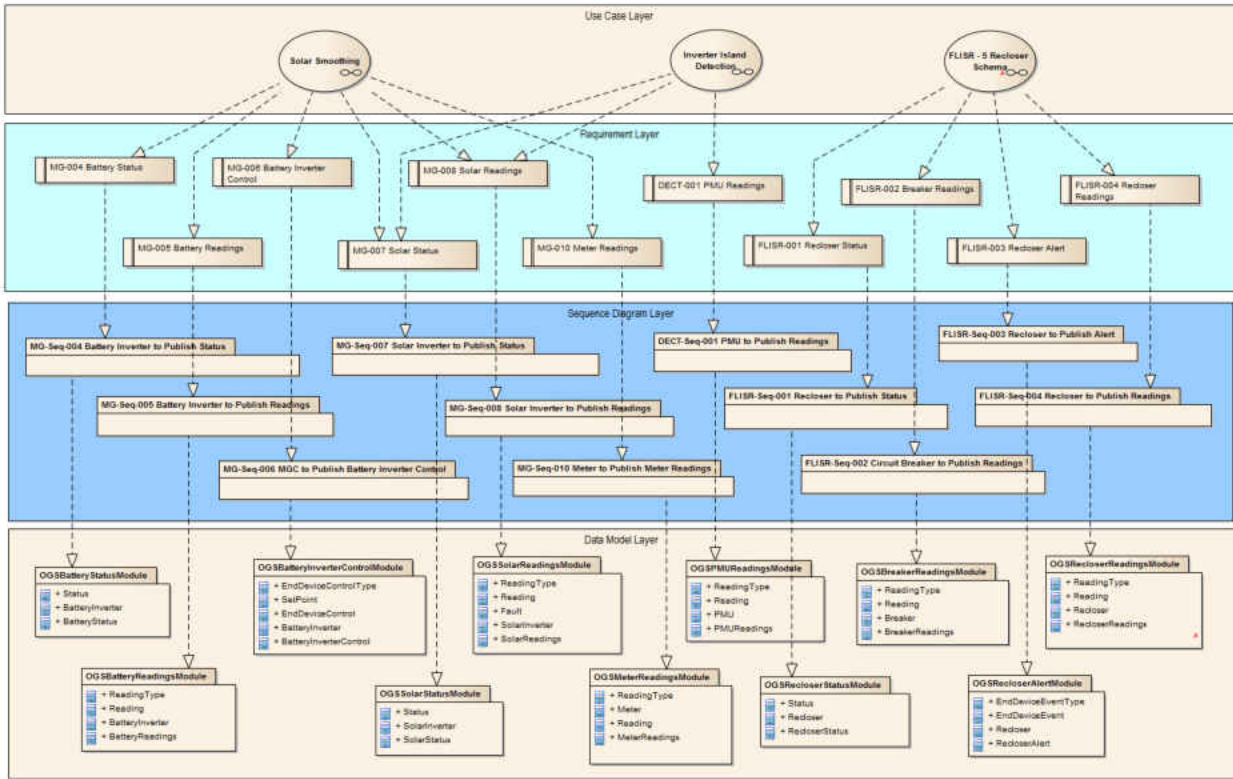 Use Case Layer
Solar Smoothing
Inverter Island
Detection
FLISR - 5 Recloser
Schema
Requirement Layer
MG-004 Battery Status
MG-006 Battery Inverter
Control
MG-008 Solar Readings
DECT-001 PMU Readings
FLISR-002 Breaker Readings
FLISR-004 Recloser
Readings
MG-005 Battery Readings
MG-007 Solar Status
MG-010 Meter Readings
FLISR-001 Recloser Status
FLISR-003 Recloser Alert
Sequence Diagram Layer
MG-Seq-004 Battery Inverter to Publish Status
MG-Seq-007 Solar Inverter to Publish Status
DECT-Seq-001 PMU to Publish Readings
FLISR-Seq-003 Recloser to Publish Alert
MG-Seq-005 Battery Inverter to Publish Readings
MG-Seq-008 Solar Inverter to Publish Readings
FLISR-Seq-001 Recloser to Publish Status
FLISR-Seq-004 Recloser to Publish Readings
MG-Seq-006 MGC to Publish Battery Inverter Control
MG-Seq-010 Meter to Publish Meter Readings
FLISR-Seq-002 Circuit Breaker to Publish Readings
Data Model Layer
OGSBatteryStatusModule
+ Status
+ BatteryInverter
+ BatteryStatus
OGSBatteryInverterControlModule
+ EndDeviceControlType
+ SetPoint
+ EndDeviceControl
+ BatteryInverter
+ BatteryInverterControl
OGSSolarReadingsModule
+ ReadingType
+ Reading
+ Fault
+ SolarInverter
+ SolarReadings
OGSPMUReadingsModule
+ ReadingType
+ Reading
+ PMU
+ PMUReadings
OGSBreakerReadingsModule
+ ReadingType
+ Reading
+ Breaker
+ BreakerReadings
OGSRecloserReadingsModule
+ ReadingType
+ Reading
+ Recloser
+ RecloserReadings
OGSBatteryReadingsModule
+ ReadingType
+ Reading
+ BatteryInverter
+ BetteryReadings
OGSSolarStatusModule
+ Status
+ SolarInverter
+ SolarStatus
OGSMeterReadingsModule
+ ReadingType
+ Meter
+ Reading
+ MeterReadings
OGSRecloserStatusModule
+ Status
+ Recloser
+ RecloserStatus
OGSRecloserAlertModule
+ EndDeviceEventType
+ EndDeviceEvent
+ Recloser
+ RecloserAlert